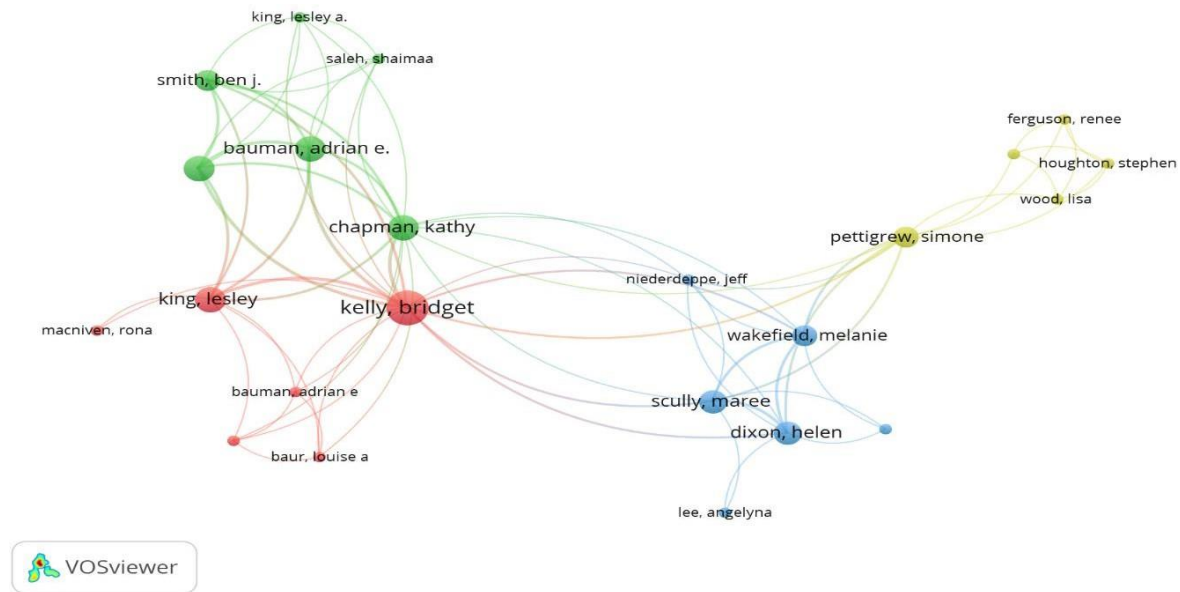 king, lesley a.
saleh, shaimaa
smith, ben j.
bauman, adrian e.
chapman, kathy
king, lesley
kelly, bridget
macniven, rona
bauman, adrian e
baur, louise a
ferguson, renee
houghton, stephen
wood, lisa
pettigrew, simone
niederdeppe, jeff
wakefield, melanie
scully, maree
dixon, helen
lee, angelyna
VOSviewer